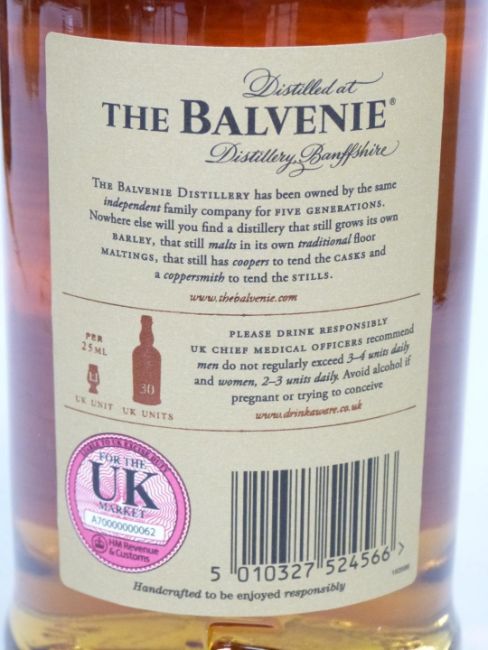 Distilled at
THE BALVENIE®
Distillery, Banffshire
THE BALVENIE DISTILLERY has been owned by the same
independent family company for FIVE GENERATIONS.
Nowhere else will you find a distillery that still grows its own
BARLEY, that still malts in its own traditional floor
MALTINGS, that still has coopers to tend the CASKS and
a coppersmith to tend the STILLS.
www.thebalvenie.com
PER
25ML
1.1
UK UNIT
30
UK UNITS
PLEASE DRINK RESPONSIBLY
UK CHIEF MEDICAL OFFICERS recommend
men do not regularly exceed 3-4 units daily
and women, 2-3 units daily. Avoid alcohol if
pregnant or trying to conceive
www.drinkaware.co.uk
FOR THE
UK
MARKET
A70000000062
HM Revenue
& Customs
5 010327 524566 >
Handcrafted to be enjoyed responsibly